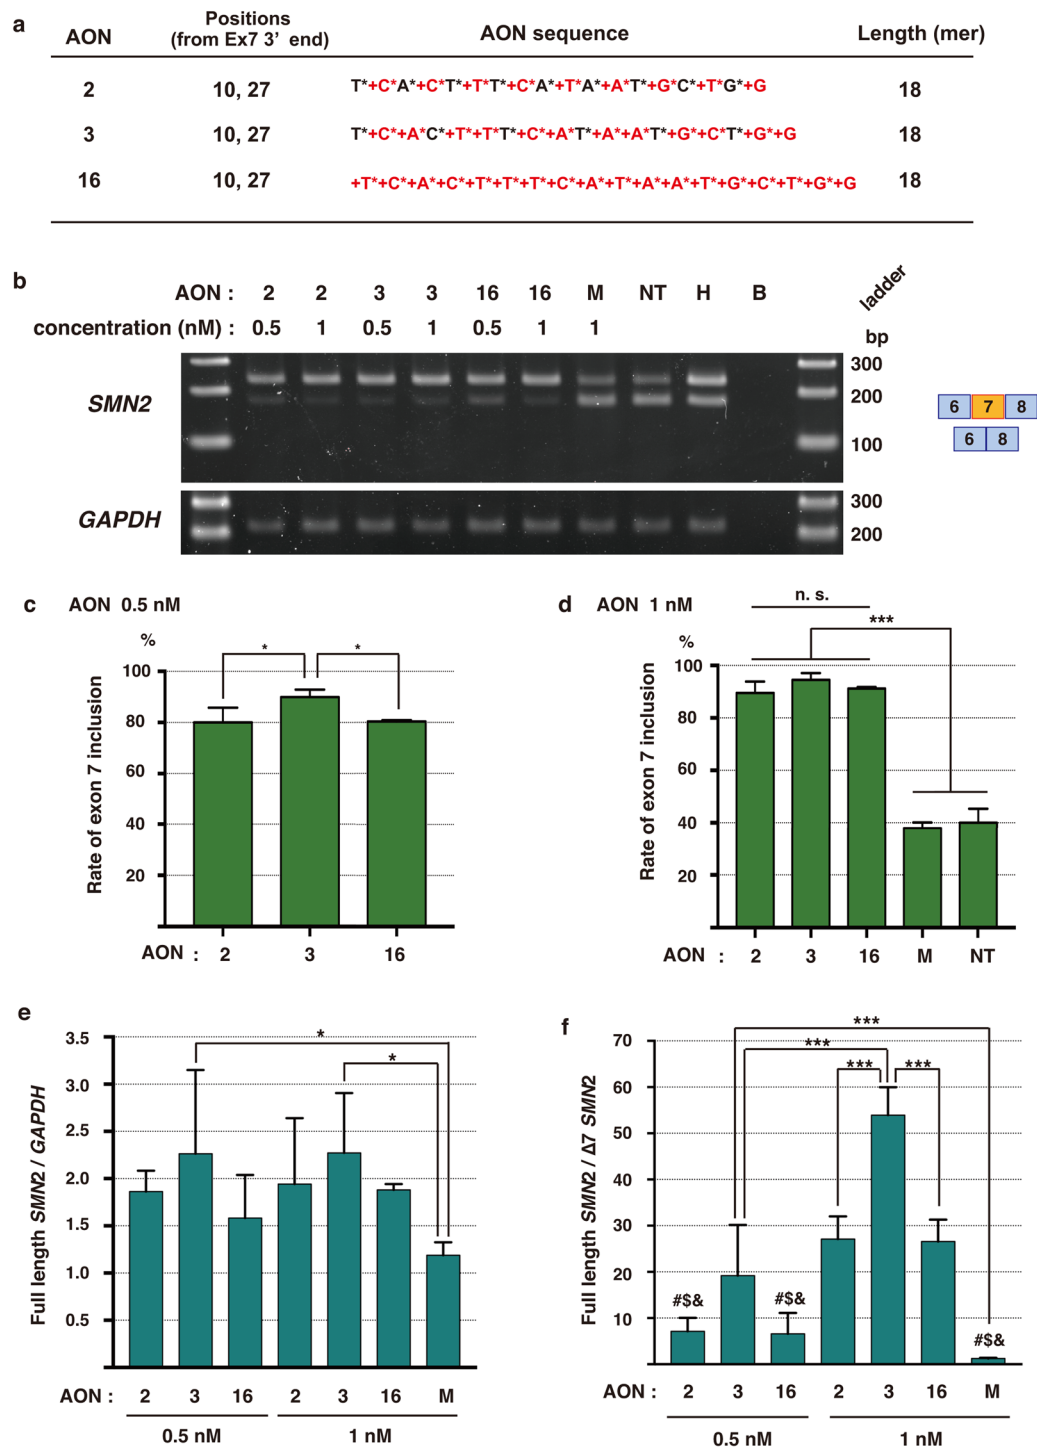 a
AON
Positions
(from Ex7 3' end)
AON sequence
Length (mer)
2
10, 27
T*+C*A*+C*T*+T*T*+C*A*+T*A*+A*T*+G*C*+T*G*+G
18
3
10, 27
T*+C*+A*C*+T*+T*T*+C*+A*T*+A*+A*T*+G*+C*T*+G*+G
18
16
10, 27
+T*+C*+A*+C*+T*+T*+T*+C*+A*+T*+A*+A*+T*+G*+C*+T*+G*+G
18
b
AON : 2 2 3 3 16 16 M NT H B
ladder
concentration (nM) : 0.5 1 0.5 1 0.5 1 1
bp
SMN2
300
200
100
6 7 8
6 8
GAPDH
300
200
c AON 0.5 nM
%
* *
Rate of exon 7 inclusion
100
80
60
40
20
AON : 2 3 16
d AON 1 nM
n. s.
***
%
Rate of exon 7 inclusion
100
80
60
40
20
AON : 2 3 16 M NT
e
*
*
Full length SMN2 / GAPDH
3.5
3.0
2.5
2.0
1.5
1.0
0.5
AON : 2 3 16 2 3 16 M
0.5 nM 1 nM
f
***
***
*** ***
Full length SMN2 / Δ7 SMN2
70
60
50
40
30
20
10
#$& #$& #$&
AON : 2 3 16 2 3 16 M
0.5 nM 1 nM